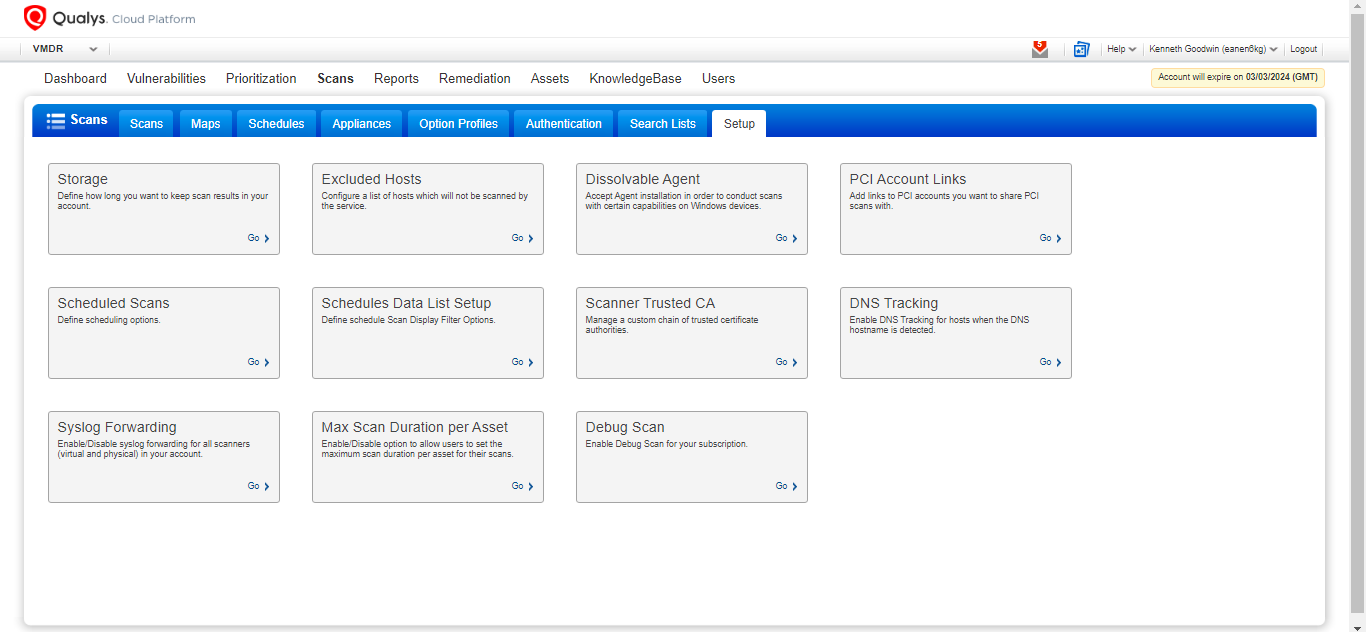 Qualys. Cloud Platform
VMDR
5
Help
Kenneth Goodwin (eanen6kg)
Logout
Dashboard
Vulnerabilities
Prioritization
Scans
Reports
Remediation
Assets
KnowledgeBase
Users
Account will expire on 03/03/2024 (GMT)
Scans
Scans
Maps
Schedules
Appliances
Option Profiles
Authentication
Search Lists
Setup
Storage
Define how long you want to keep scan results in your
account.
Go
Excluded Hosts
Configure a list of hosts which will not be scanned by
the service.
Go
Dissolvable Agent
Accept Agent installation in order to conduct scans
with certain capabilities on Windows devices.
Go
PCI Account Links
Add links to PCI accounts you want to share PCI
scans with.
Go
Scheduled Scans
Define scheduling options.
Go
Schedules Data List Setup
Define schedule Scan Display Filter Options.
Go
Scanner Trusted CA
Manage a custom chain of trusted certificate
authorities.
Go
DNS Tracking
Enable DNS Tracking for hosts when the DNS
hostname is detected.
Go
Syslog Forwarding
Enable/Disable syslog forwarding for all scanners
(virtual and physical) in your account.
Go
Max Scan Duration per Asset
Enable/Disable option to allow users to set the
maximum scan duration per asset for their scans.
Go
Debug Scan
Enable Debug Scan for your subscription.
Go